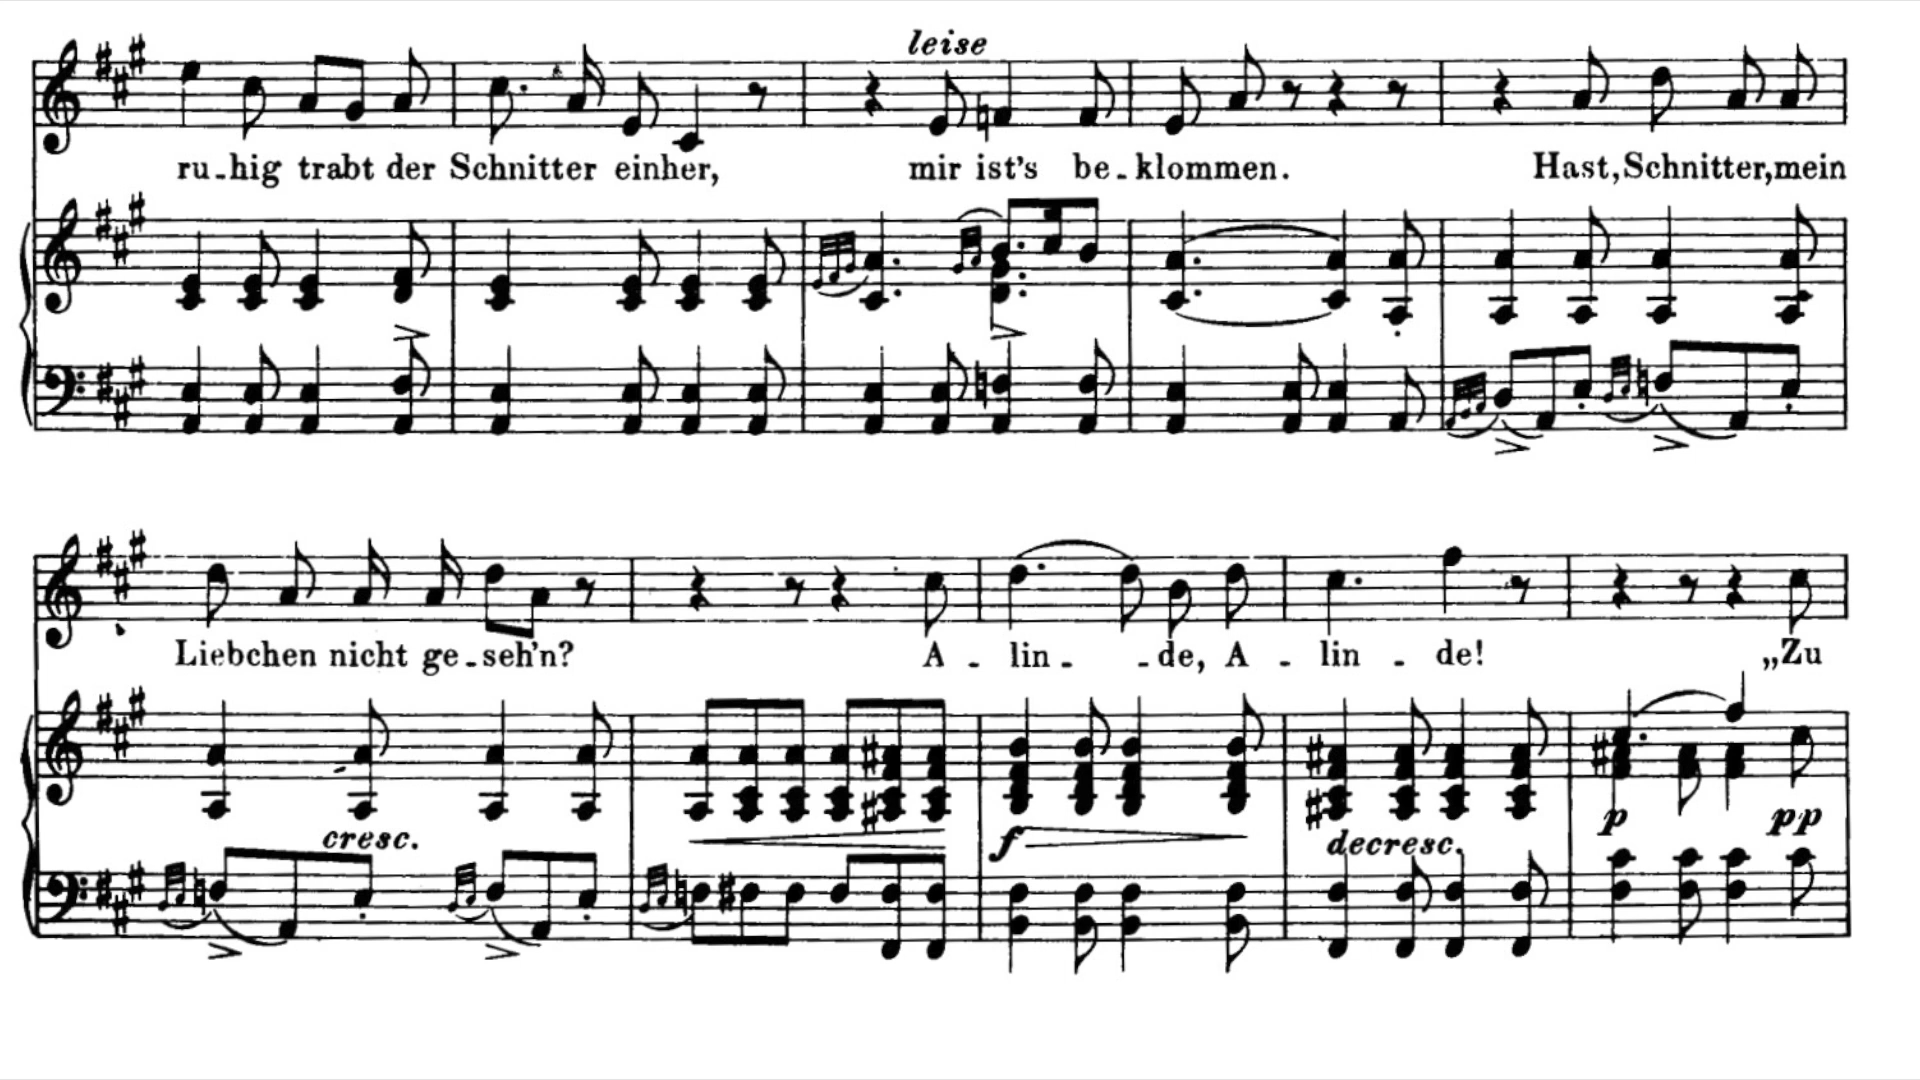 leise
ru-hig trabt der Schnitter einher, mir ist's be-klommen. Hast, Schnitter, mein
Liebchen nicht ge-seh'n? A - lin - - de, A - lin - de! „Zu
cresc. f decresc. p pp